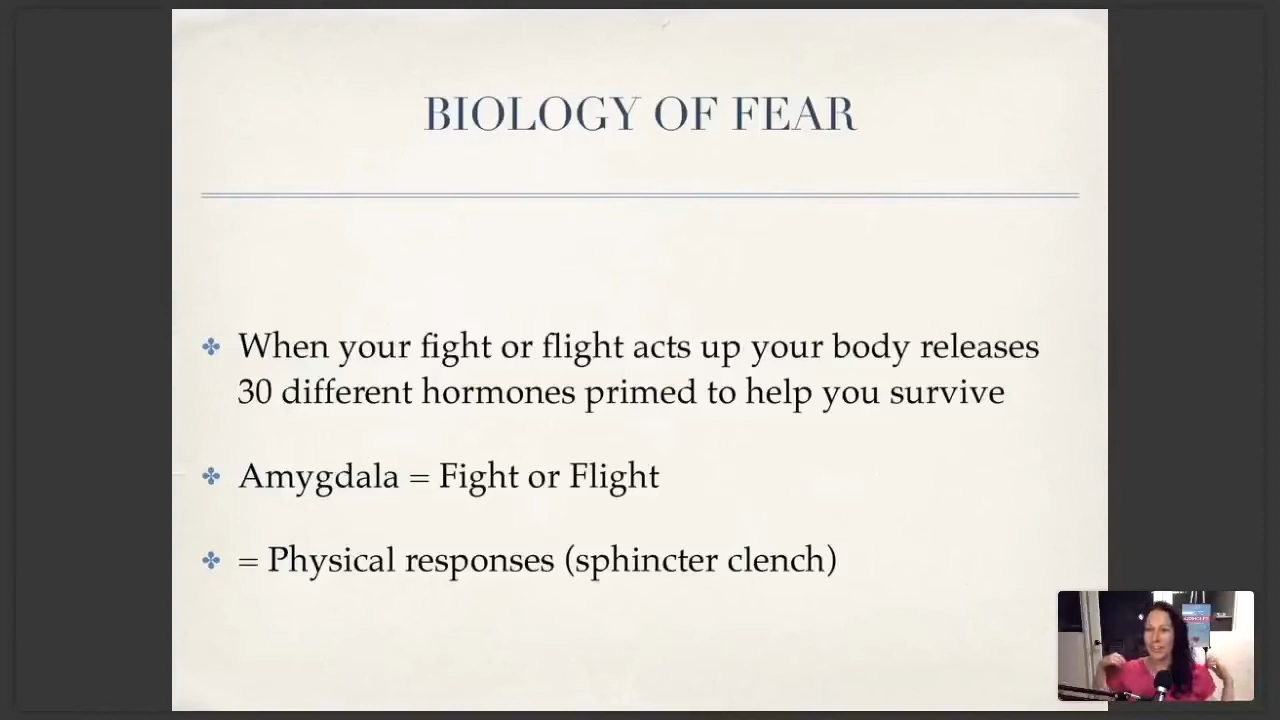 BIOLOGY OF FEAR
When your fight or flight acts up your body releases
30 different hormones primed to help you survive
Amygdala = Fight or Flight
= Physical responses (sphincter clench)